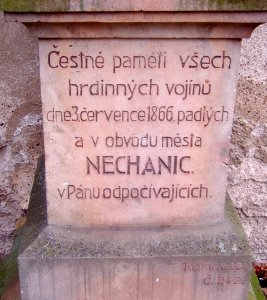 Čestné paměti všech
hrdinných vojínů
dne 3. července 1866. padlých
a v obvodu města
NECHANIC.
v Pánu odpočívajících.